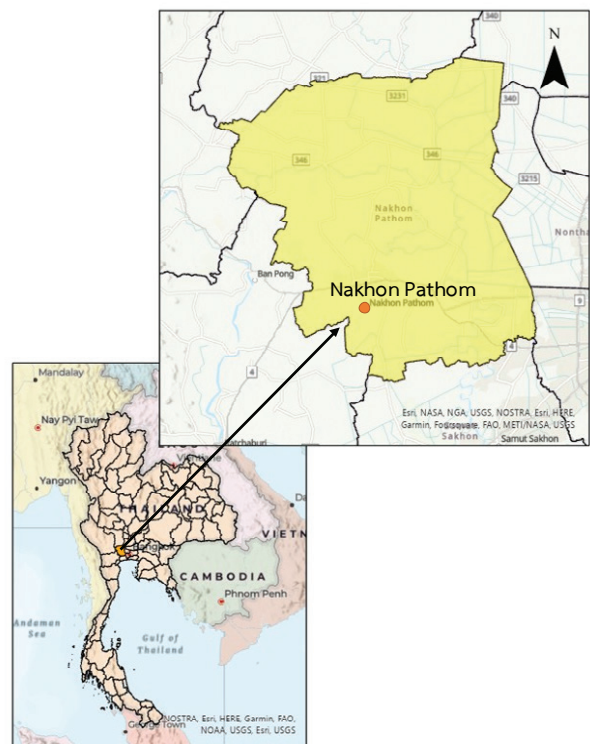 340
N
321
3231
340
346
346
3215
Nakhon
Pathom
Ban Pong
Nakhon Pathom
Nakhon Pathom
9
4
4
Esri, NASA, NGA, USGS, NOSTRA, Esri, HERE,
Garmin, Foursquare, FAO, METI/NASA, USGS
Sakhon
Samut Sakhon
Mandalay
Nay Pyi Taw
Yangon
THAILAND
VIETN
CAMBODIA
Phnom Penh
Andaman
Sea
Gulf of
Thailand
NOSTRA, Esri, HERE, Garmin, FAO,
NOAA, USGS, Esri, USGS